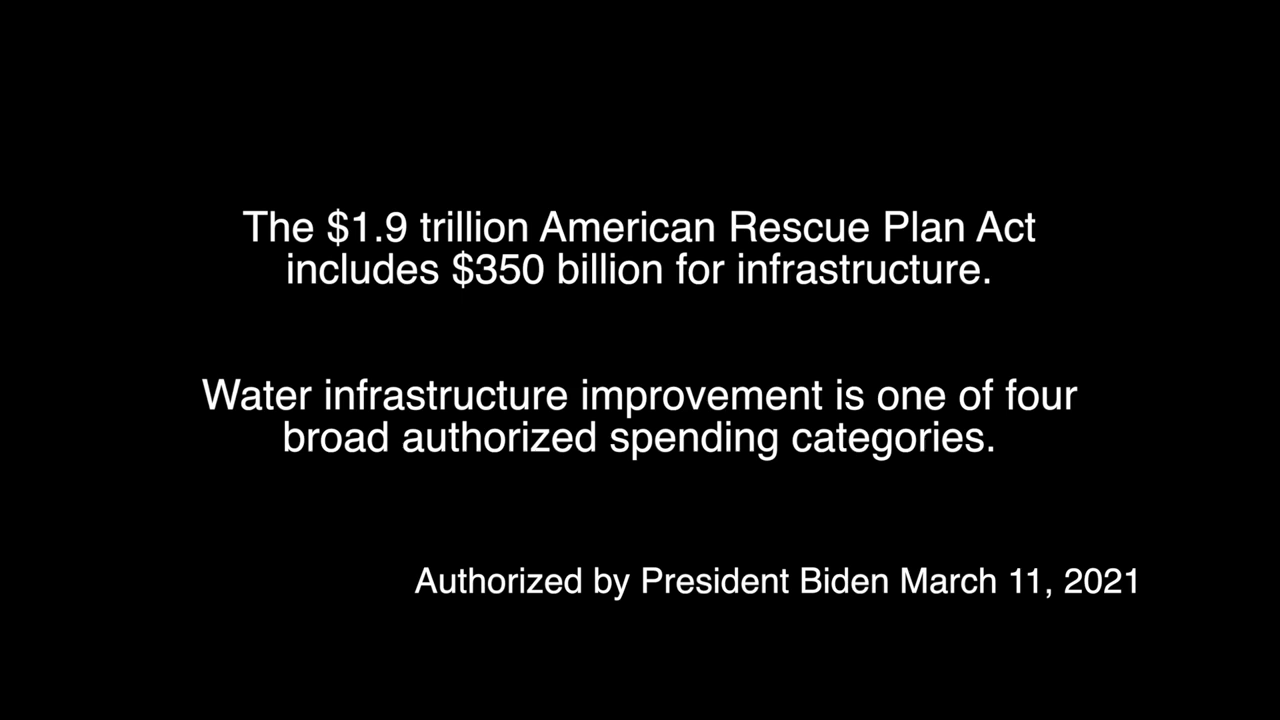 The $1.9 trillion American Rescue Plan Act
includes $350 billion for infrastructure.
Water infrastructure improvement is one of four
broad authorized spending categories.
Authorized by President Biden March 11, 2021